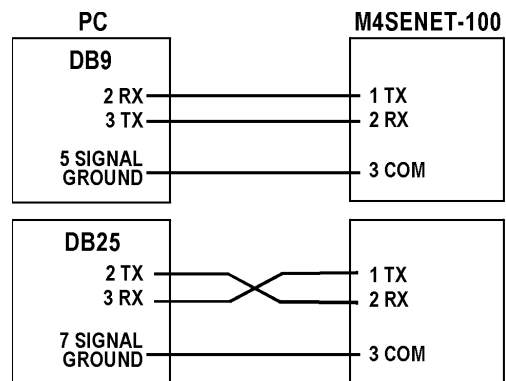 PC
M4SENET-100
DB9
2 RX
1 TX
3 TX
2 RX
5 SIGNAL
GROUND
3 COM
DB25
2 TX
1 TX
3 RX
2 RX
7 SIGNAL
GROUND
3 COM